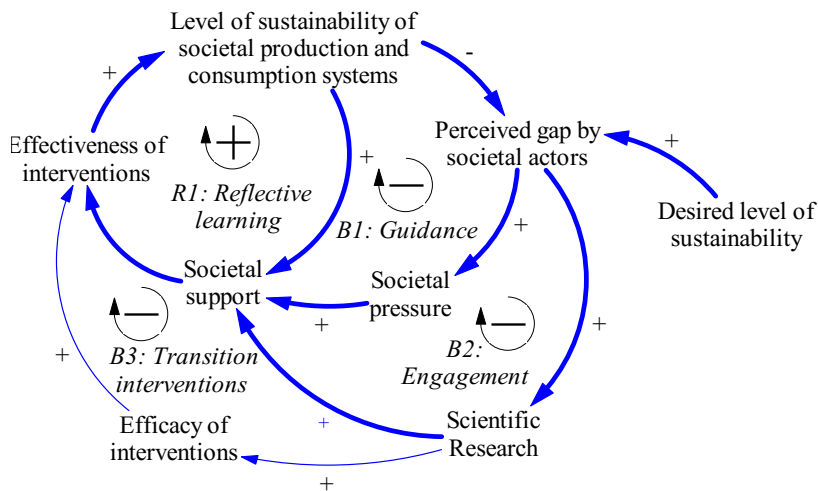 Level of sustainability of
societal production and
consumption systems
-
+
Effectiveness of
interventions
Perceived gap by
societal actors
+
+
R1: Reflective
learning
B1: Guidance
+
Desired level of
sustainability
Societal
support
Societal
pressure
+
+
B3: Transition
interventions
B2:
Engagement
+
Efficacy of
interventions
+
Scientific
Research
+